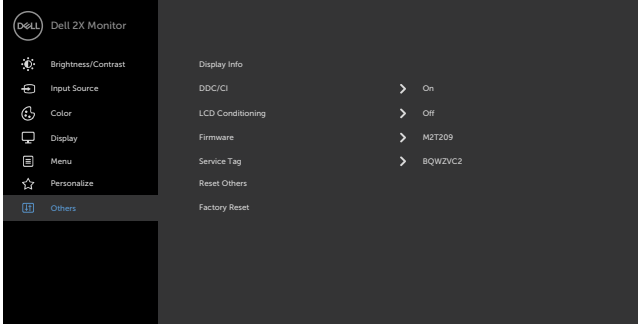 DELL Dell 2X Monitor
Brightness/Contrast Display Info
Input Source DDC/CI On
Color LCD Conditioning Off
Display Firmware M2T209
Menu Service Tag BQWZVC2
Personalize Reset Others
Others Factory Reset